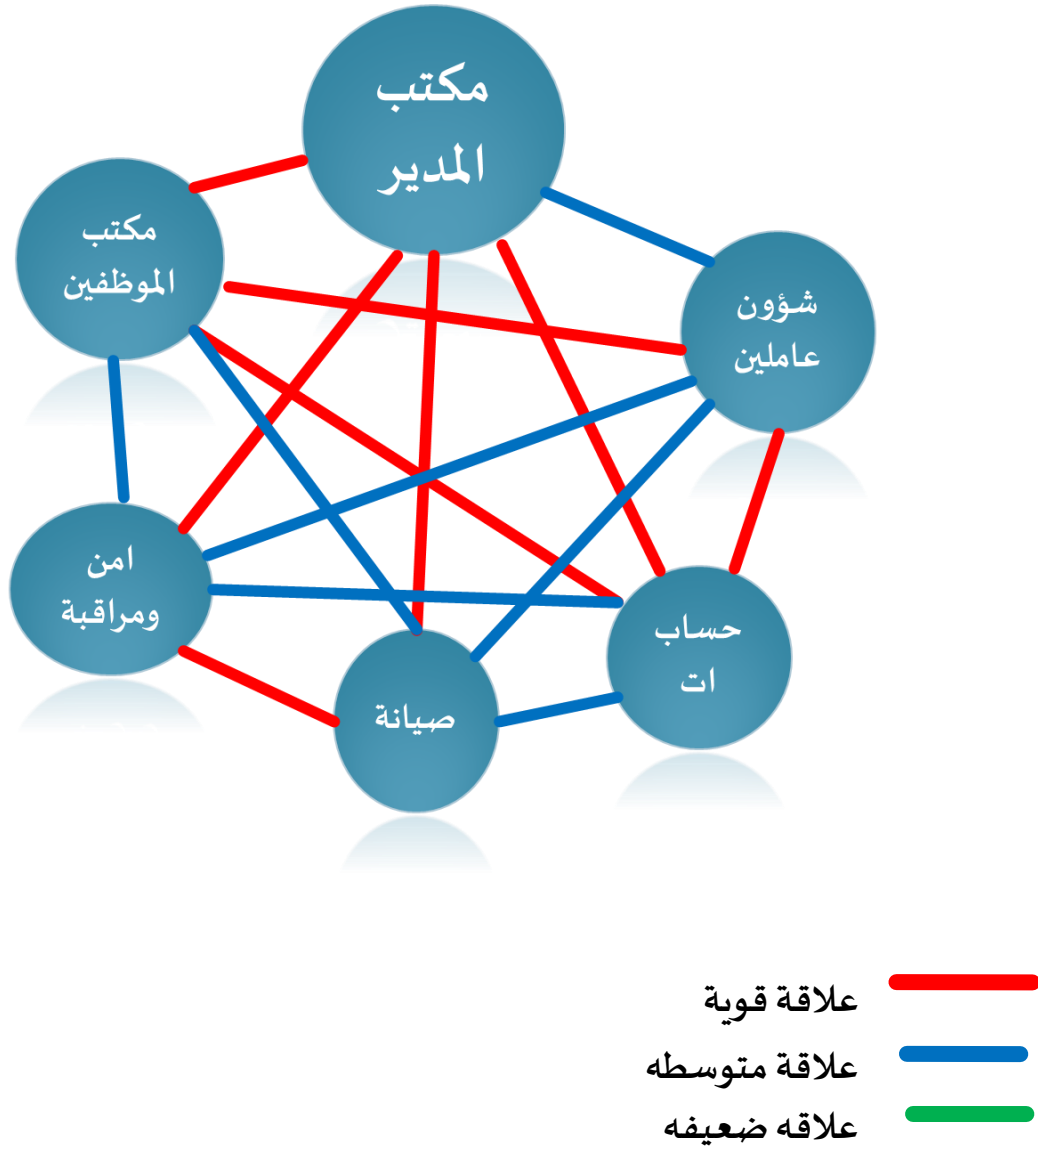 مكتب
المدير
مكتب
الموظفين
شؤون
عاملين
امن
ومراقبة
حساب
ات
صيانة
علاقة قوية
علاقة متوسطه
علاقه ضعيفه